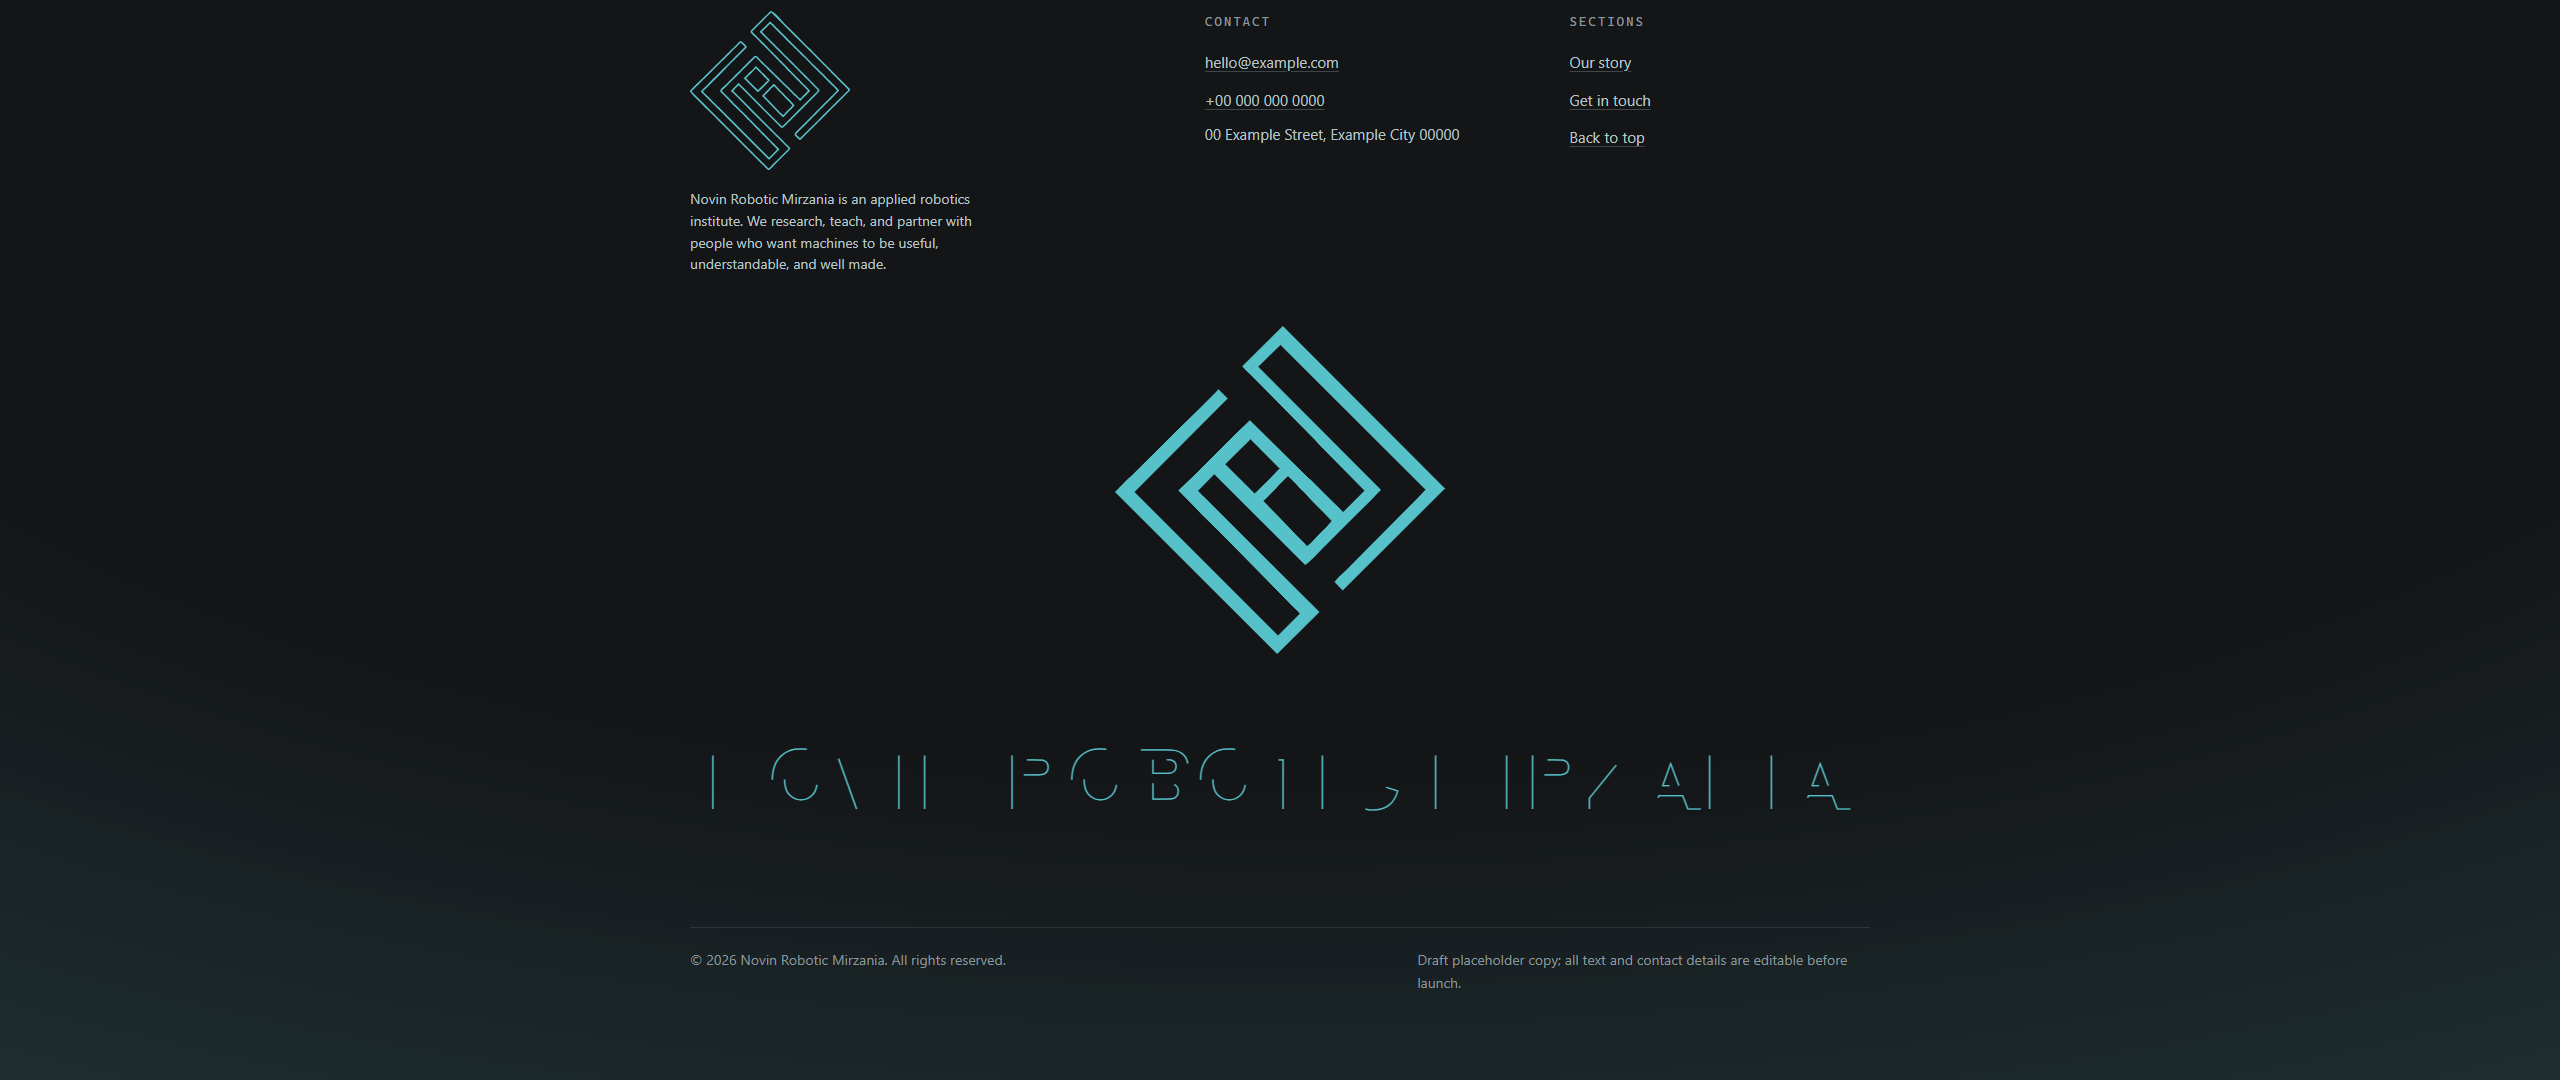 CONTACT
hello@example.com
+00 000 000 0000
00 Example Street, Example City 00000
SECTIONS
Our story
Get in touch
Back to top
Novin Robotic Mirzania is an applied robotics
institute. We research, teach, and partner with
people who want machines to be useful,
understandable, and well made.
© 2026 Novin Robotic Mirzania. All rights reserved.
Draft placeholder copy; all text and contact details are editable before
launch.